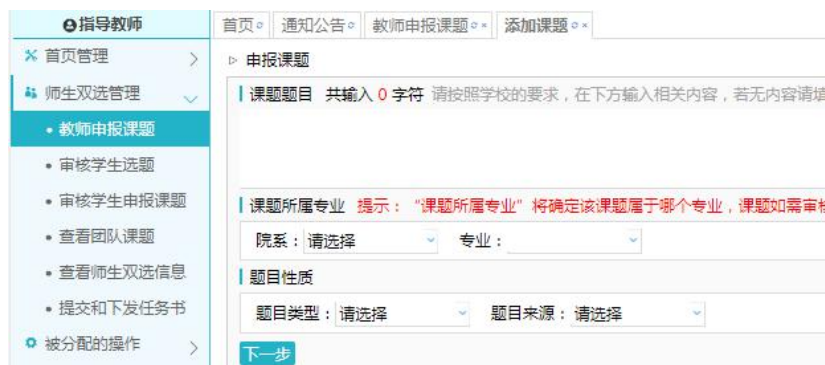 指导教师
首页 通知公告 教师申报课题 添加课题
首页管理
申报课题
师生双选管理
课题题目 共输入 0 字符 请按照学校的要求，在下方输入相关内容，若无内容请填
教师申报课题
审核学生选题
审核学生申报课题
课题所属专业 提示：“课题所属专业”将确定该课题属于哪个专业，课题如需审核
查看团队课题
院系：请选择 专业：
查看师生双选信息
题目性质
提交和下发任务书
题目类型：请选择 题目来源：请选择
被分配的操作
下一步